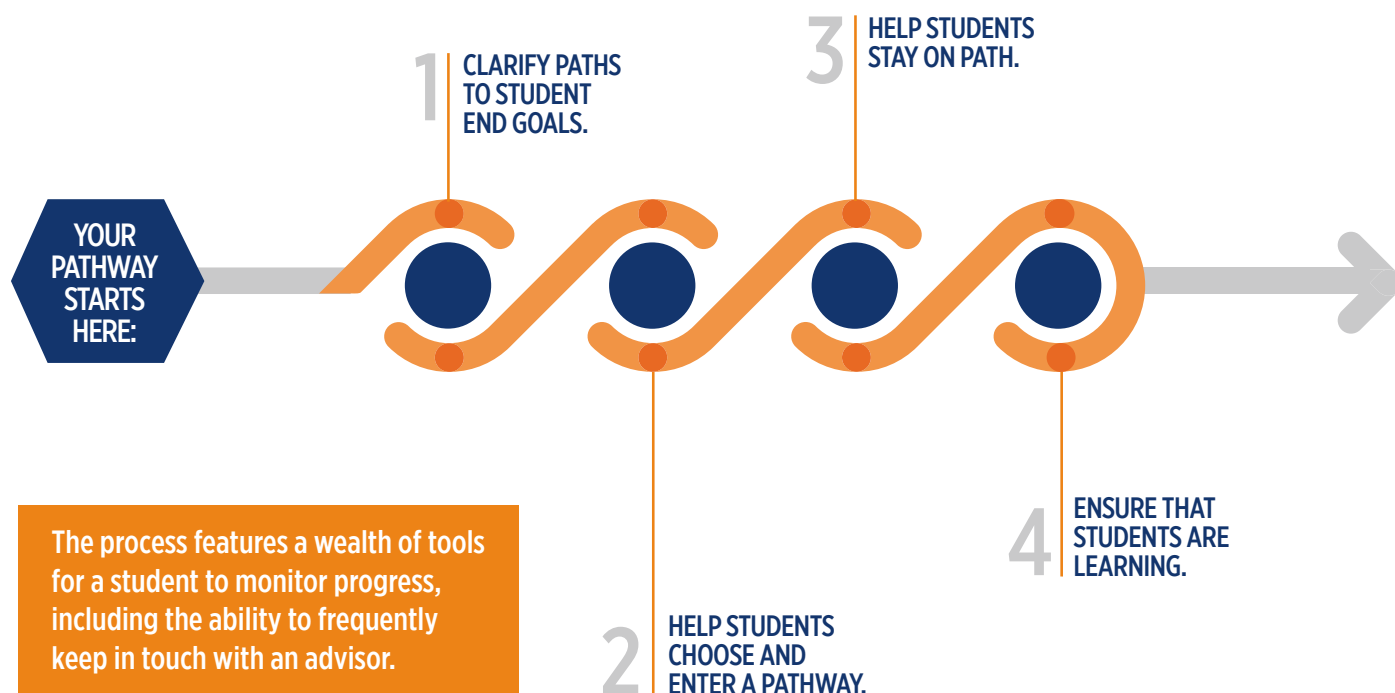 YOUR
PATHWAY
STARTS
HERE:
1
CLARIFY PATHS
TO STUDENT
END GOALS.
2
HELP STUDENTS
CHOOSE AND
ENTER A PATHWAY.
3
HELP STUDENTS
STAY ON PATH.
4
ENSURE THAT
STUDENTS ARE
LEARNING.
The process features a wealth of tools
for a student to monitor progress,
including the ability to frequently
keep in touch with an advisor.